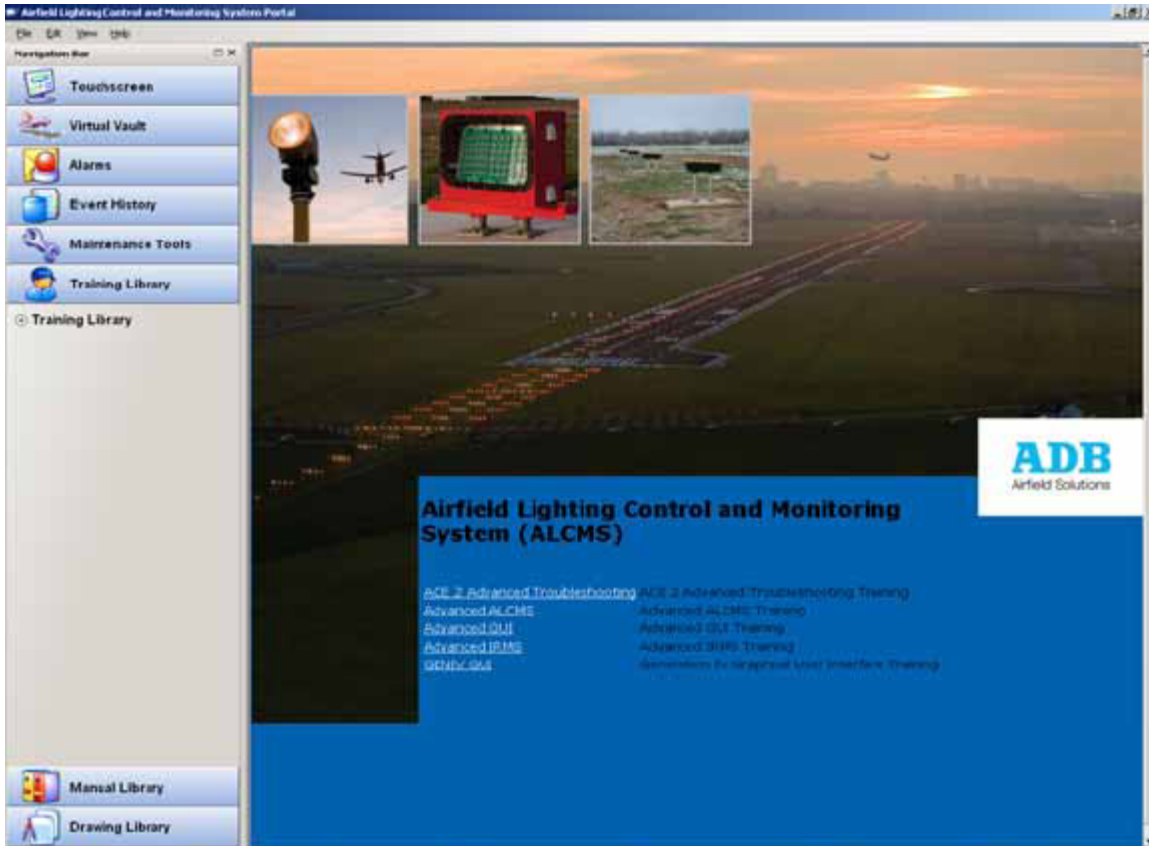 Airfield Lighting Control and Monitoring System Portal
File Edit View Help
Navigation Bar
Touchscreen
Virtual Vault
Alarms
Event History
Maintenance Tools
Training Library
Training Library
ADB
Airfield Solutions
Airfield Lighting Control and Monitoring
System (ALCMS)
ACE 2 Advanced Troubleshooting ACE 2 Advanced Troubleshooting Training
Advanced ALCMS Advanced ALCMS Training
Advanced GUI Advanced GUI Training
Advanced IRMS Advanced IRMS Training
GENIV GUI Generation IV Graphical User Interface Training
Manual Library
Drawing Library